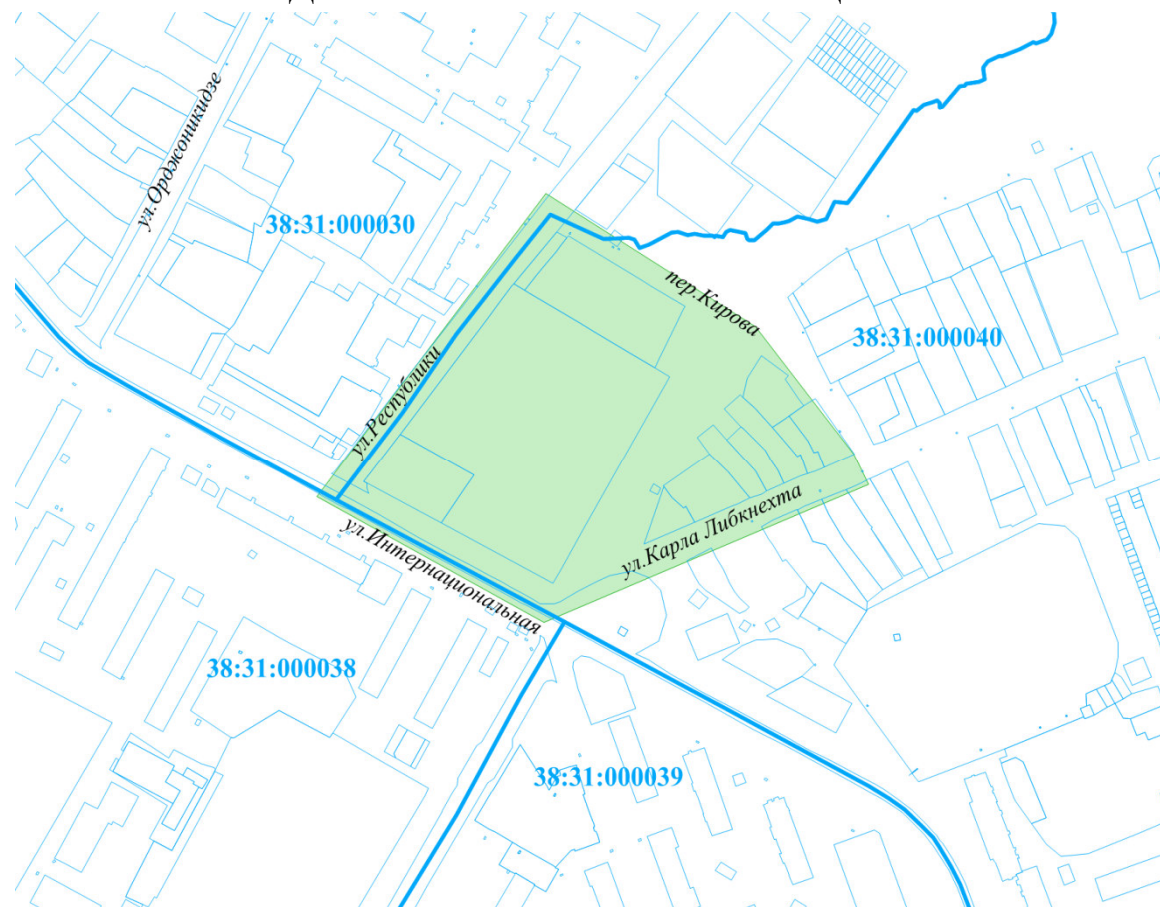 ул.Орджоникидзе
38:31:000030
пер.Кирова
38:31:000040
ул.Республики
ул.Карла Либкнехта
ул.Интернациональная
38:31:000038
38:31:000039